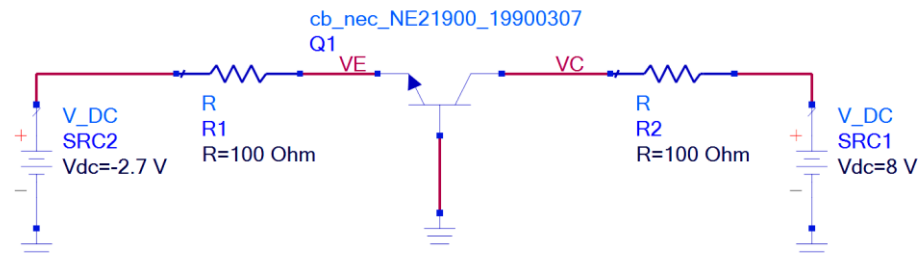 cb_nec_NE21900_19900307
Q1
VE
VC
V_DC
SRC2
Vdc=-2.7 V
R
R1
R=100 Ohm
R
R2
R=100 Ohm
V_DC
SRC1
Vdc=8 V
+
−
+
−